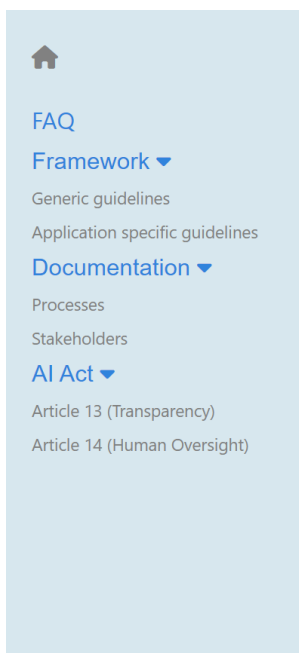 FAQ
Framework
Generic guidelines
Application specific guidelines
Documentation
Processes
Stakeholders
AI Act
Article 13 (Transparency)
Article 14 (Human Oversight)